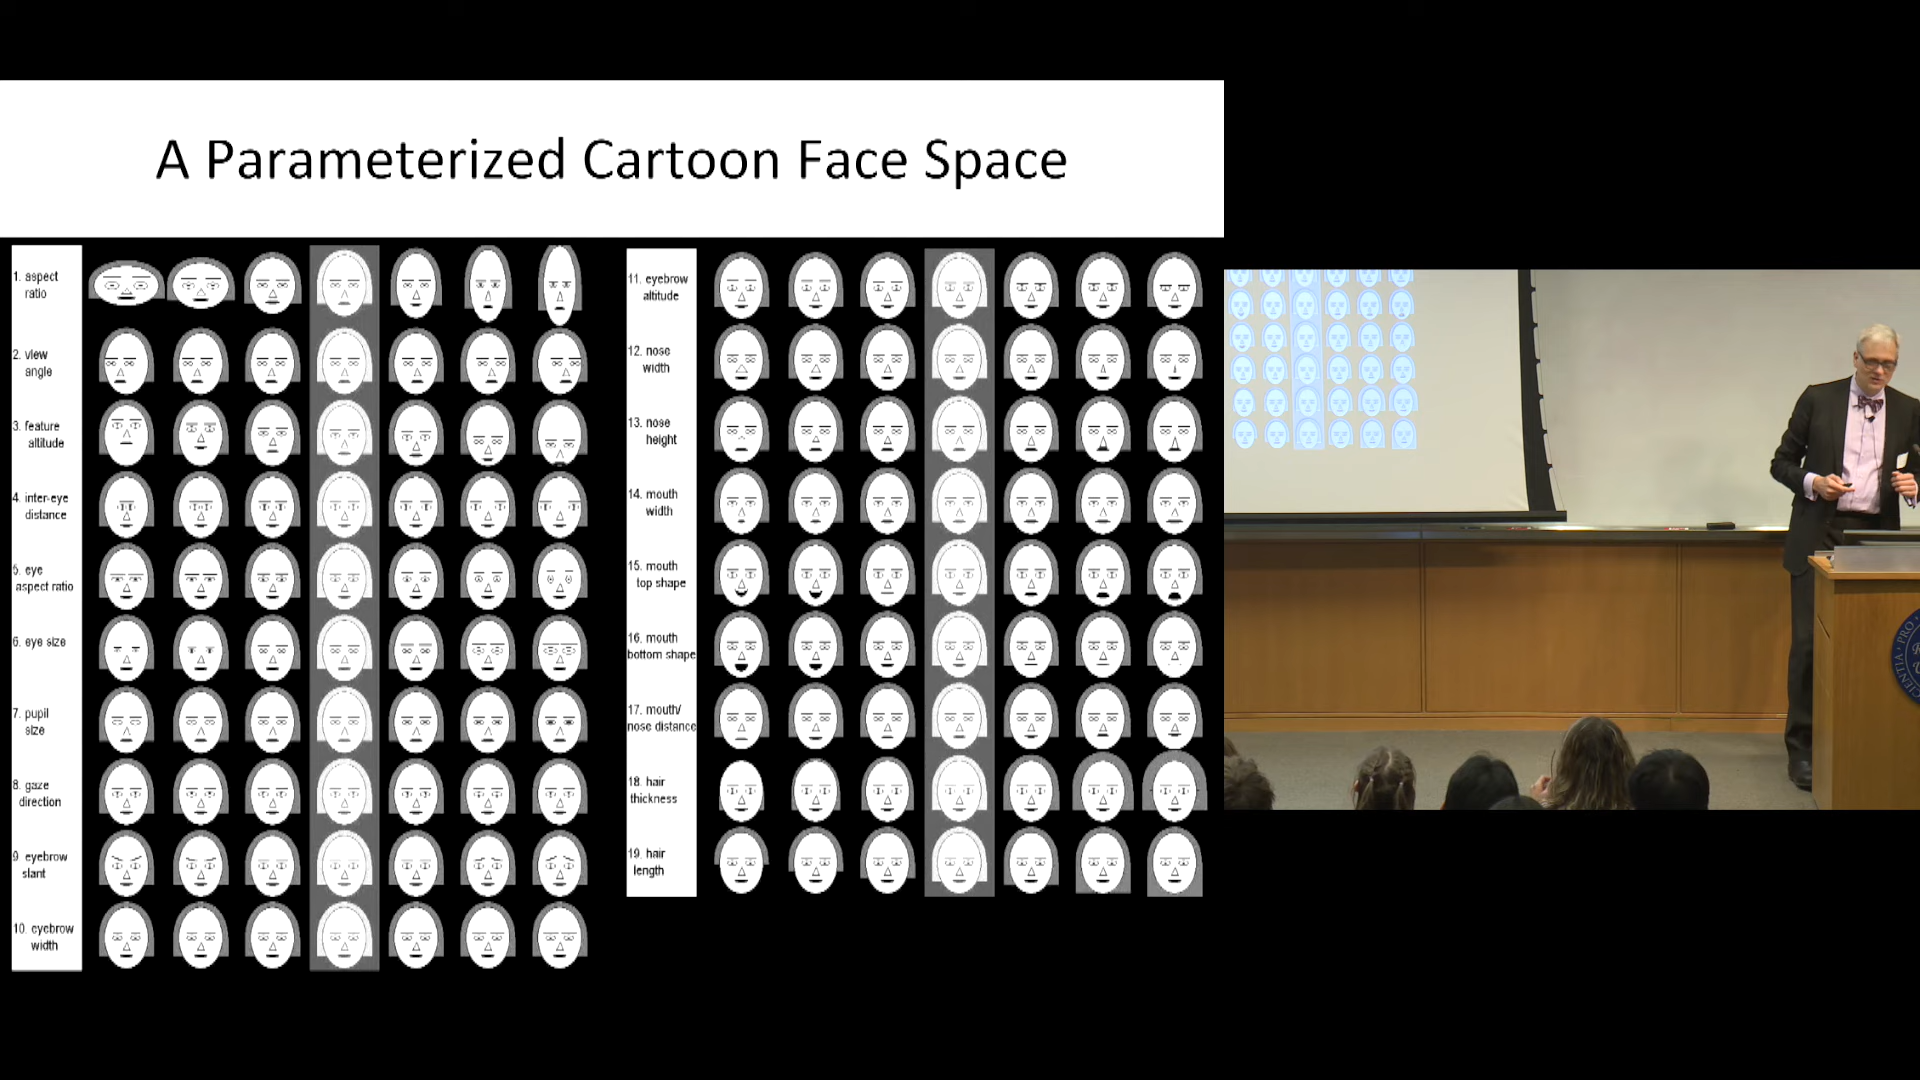 A Parameterized Cartoon Face Space
1. aspect
ratio
2. view
angle
3. feature
altitude
4. inter-eye
distance
5. eye
aspect ratio
6. eye size
7. pupil
size
8. gaze
direction
9. eyebrow
slant
10. eyebrow
width
11. eyebrow
altitude
12. nose
width
13. nose
height
14. mouth
width
15. mouth
top shape
16. mouth
bottom shape
17. mouth/
nose distance
18. hair
thickness
19. hair
length
PRO